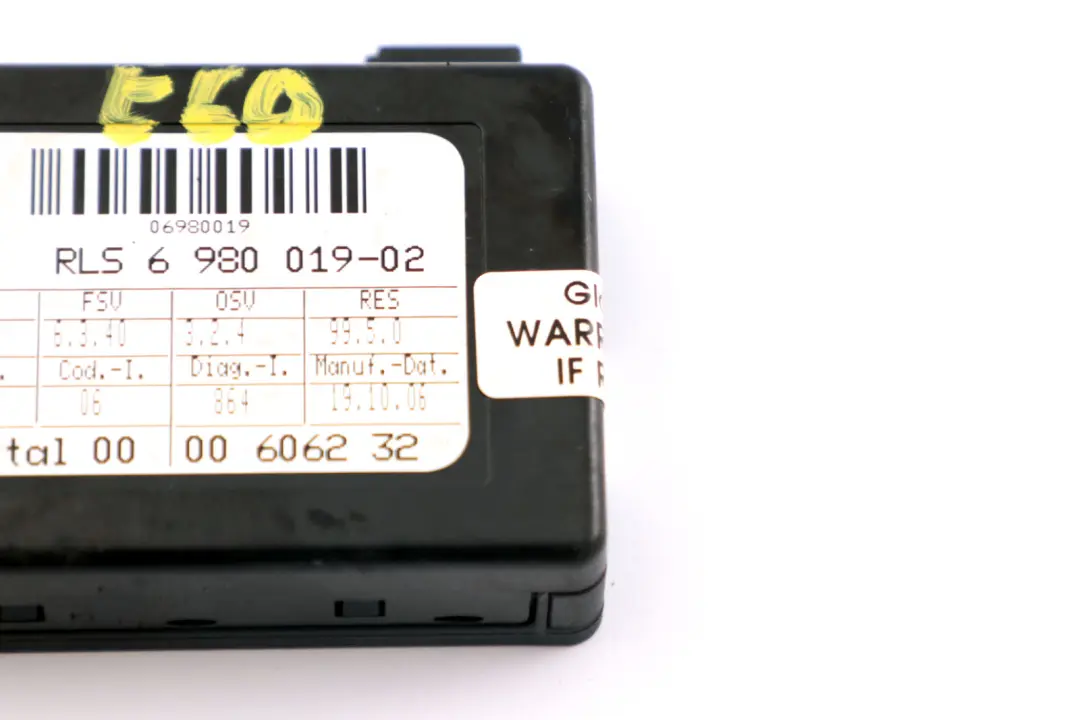 E60
06980019
RLS 6 980 019-02
FSV OSV RES
6.3.40 3.2.4 99.5.0
Cod.-I. Diag.-I. Manuf.-Dat.
06 864 19.10.06
tal 00 00 6062 32
WARR
IF